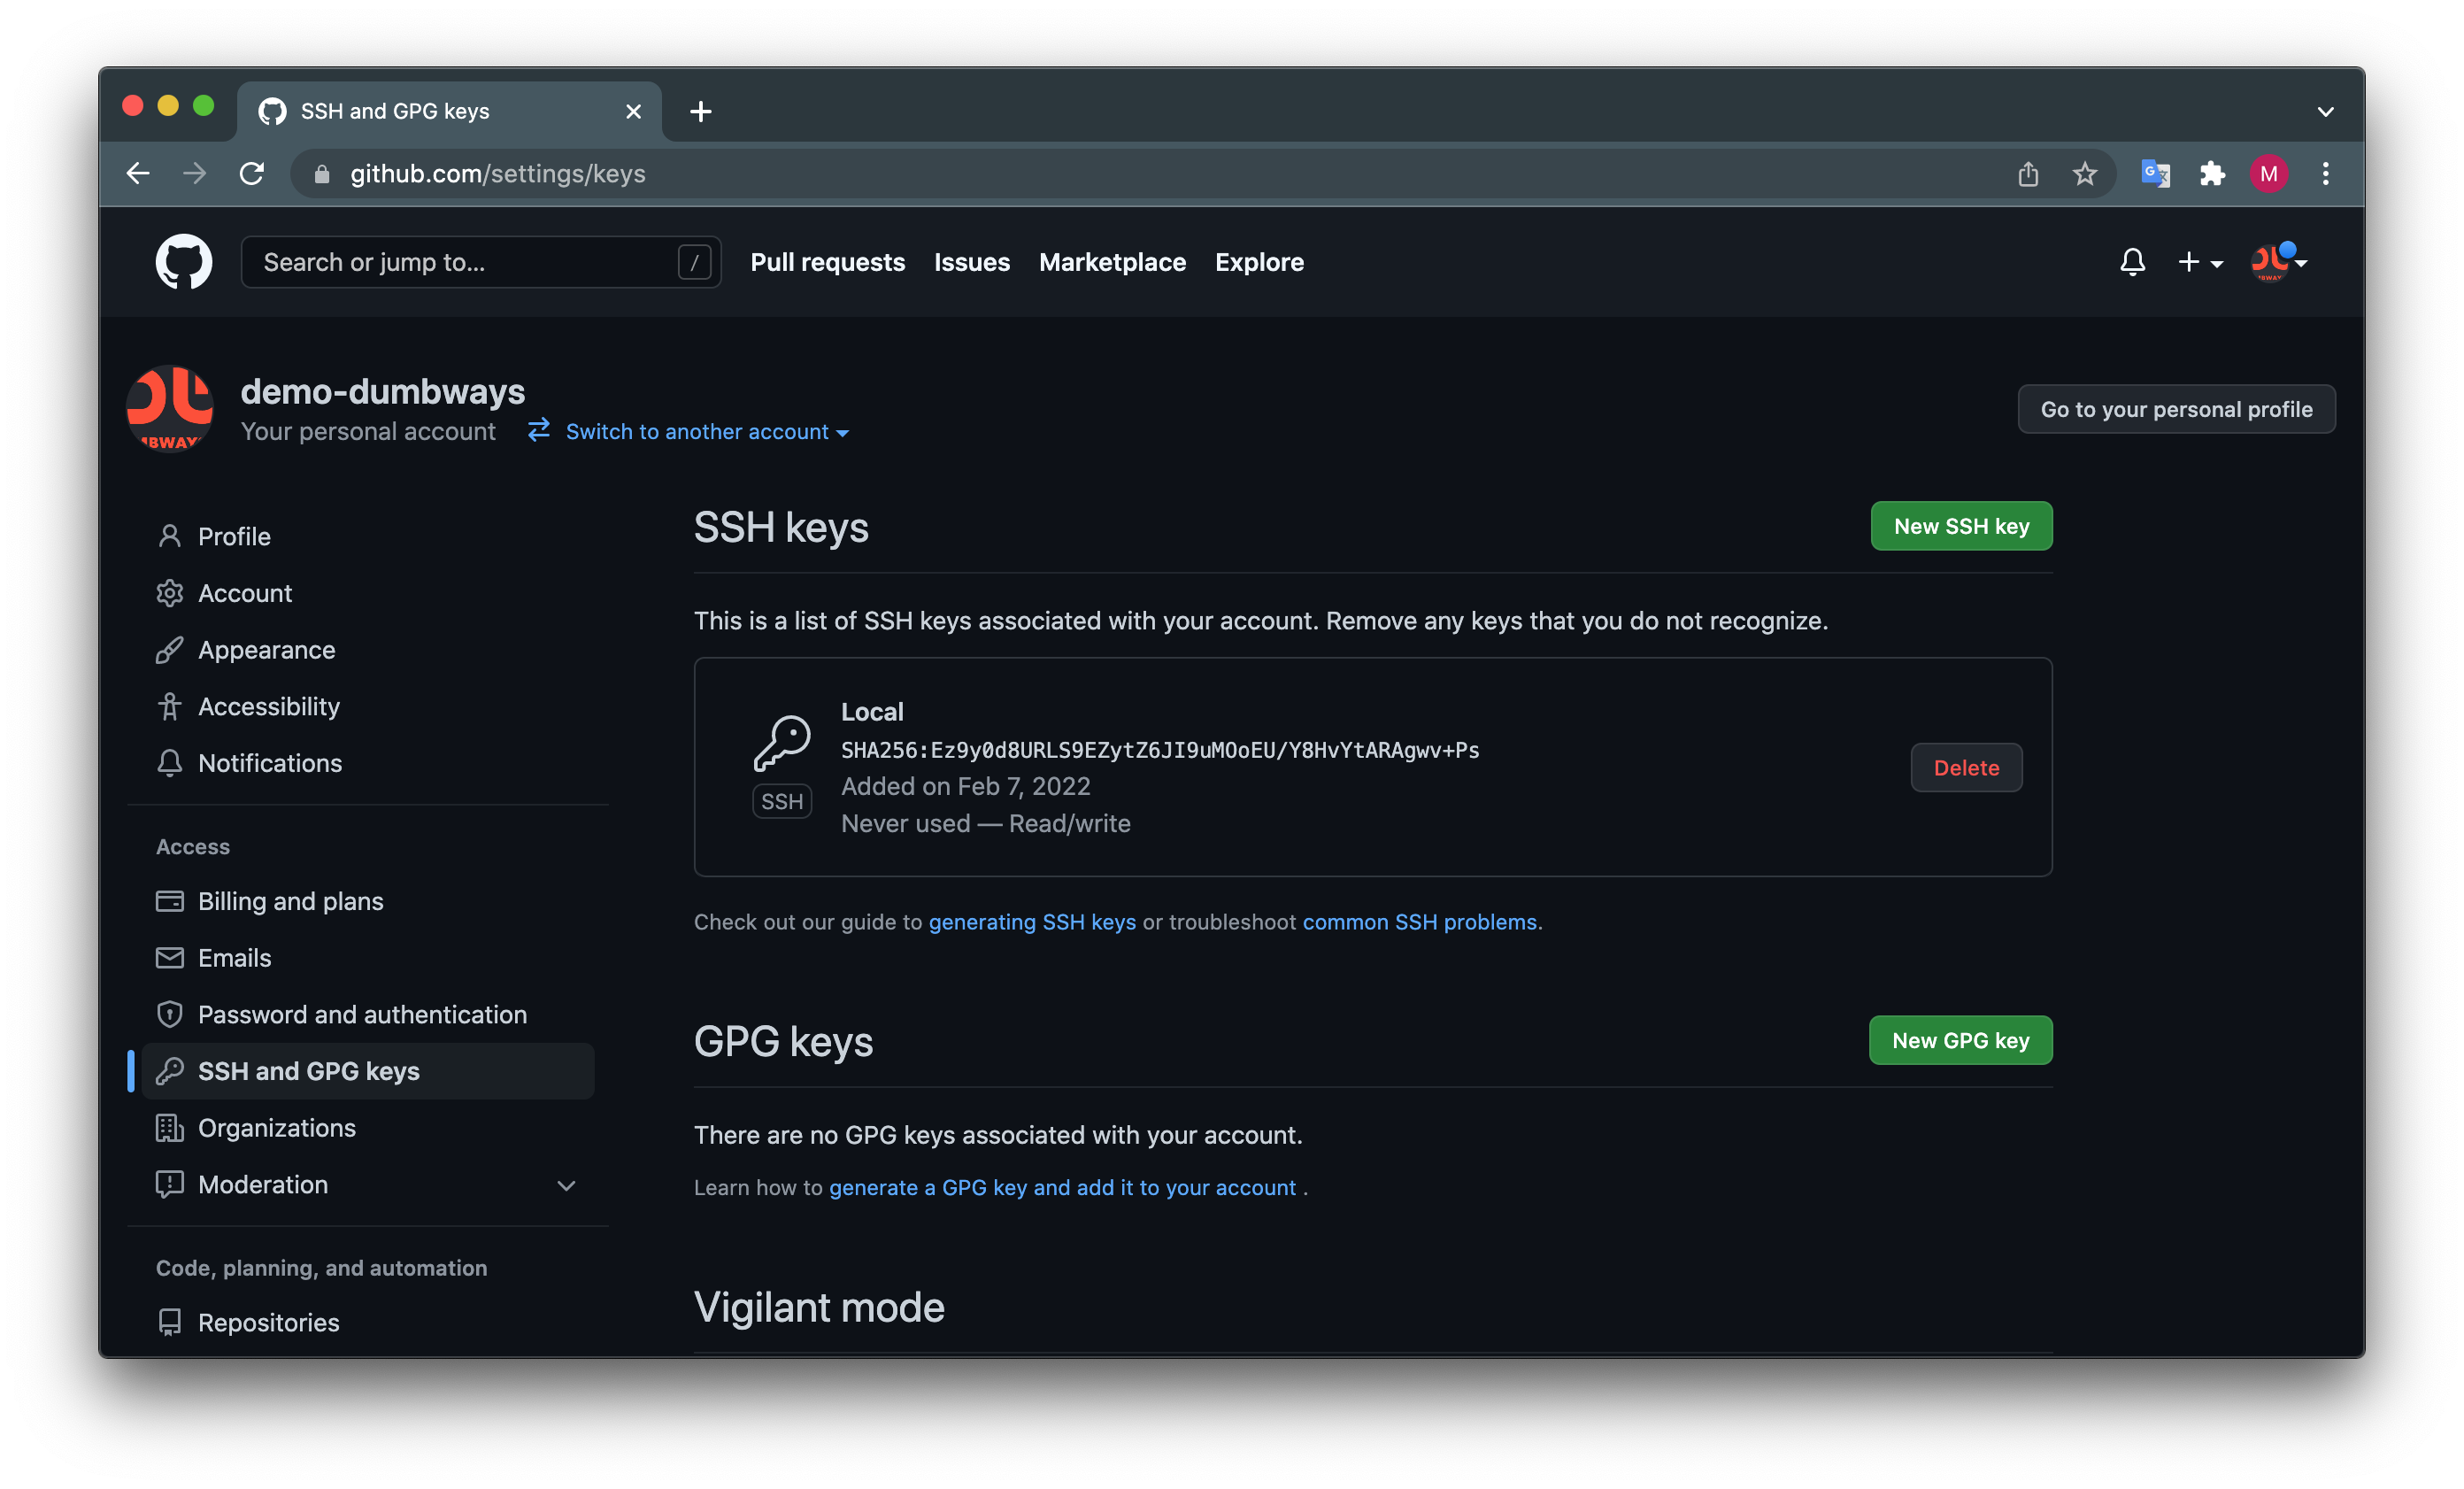 SSH and GPG keys
github.com/settings/keys
M
Search or jump to... /
Pull requests Issues Marketplace Explore
demo-dumbways
Your personal account Switch to another account
Go to your personal profile
Profile
Account
Appearance
Accessibility
Notifications
Access
Billing and plans
Emails
Password and authentication
SSH and GPG keys
Organizations
Moderation
Code, planning, and automation
Repositories
SSH keys
New SSH key
This is a list of SSH keys associated with your account. Remove any keys that you do not recognize.
SSH
Local
SHA256:Ez9y0d8URLS9EZytZ6JI9uMOoEU/Y8HvYtARAgwv+Ps
Added on Feb 7, 2022
Never used — Read/write
Delete
Check out our guide to generating SSH keys or troubleshoot common SSH problems.
GPG keys
New GPG key
There are no GPG keys associated with your account.
Learn how to generate a GPG key and add it to your account .
Vigilant mode